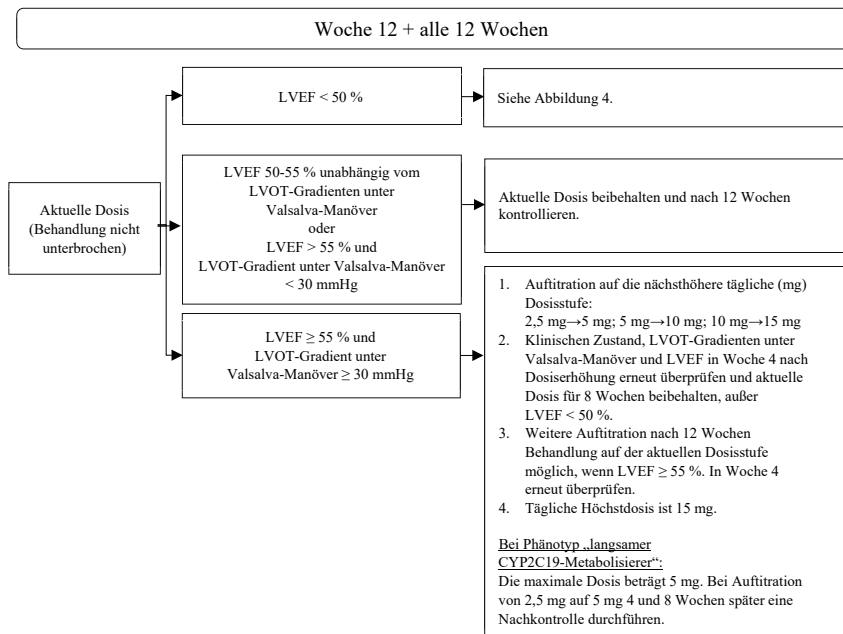 Woche 12 + alle 12 Wochen
LVEF < 50 %
Siehe Abbildung 4.
Aktuelle Dosis
(Behandlung nicht
unterbrochen)
LVEF 50-55 % unabhängig vom
LVOT-Gradienten unter
Valsalva-Manöver
oder
LVEF > 55 % und
LVOT-Gradient unter Valsalva-Manöver
< 30 mmHg
Aktuelle Dosis beibehalten und nach 12 Wochen
kontrollieren.
LVEF ≥ 55 % und
LVOT-Gradient unter
Valsalva-Manöver ≥ 30 mmHg
1. Auftitration auf die nächsthöhere tägliche (mg)
Dosisstufe:
2,5 mg→5 mg; 5 mg→10 mg; 10 mg→15 mg
2. Klinischen Zustand, LVOT-Gradienten unter
Valsalva-Manöver und LVEF in Woche 4 nach
Dosiserhöhung erneut überprüfen und aktuelle
Dosis für 8 Wochen beibehalten, außer
LVEF < 50 %.
3. Weitere Auftitration nach 12 Wochen
Behandlung auf der aktuellen Dosisstufe
möglich, wenn LVEF ≥ 55 %. In Woche 4
erneut überprüfen.
4. Tägliche Höchstdosis ist 15 mg.
Bei Phänotyp „langsamer
CYP2C19-Metabolisierer“:
Die maximale Dosis beträgt 5 mg. Bei Auftitration
von 2,5 mg auf 5 mg 4 und 8 Wochen später eine
Nachkontrolle durchführen.